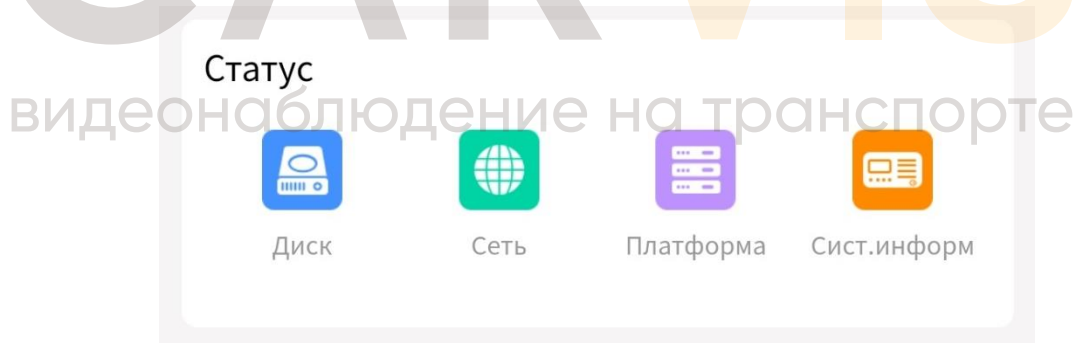 Статус
видеонаблюдение на транспорте
Диск Сеть Платформа Сист.информ